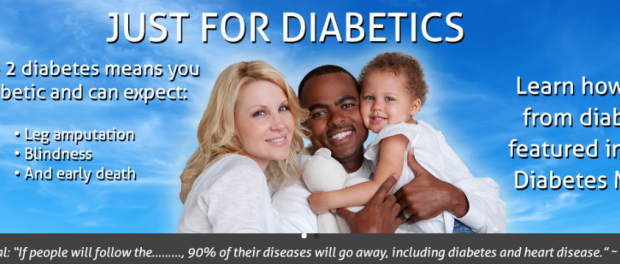 JUST FOR DIABETICS
2 diabetes means you
betic and can expect:
• Leg amputation
• Blindness
• And early death
Learn how
from diab
featured in
Diabetes M
al: “If people will follow the........., 90% of their diseases will go away, including diabetes and heart disease.” ~